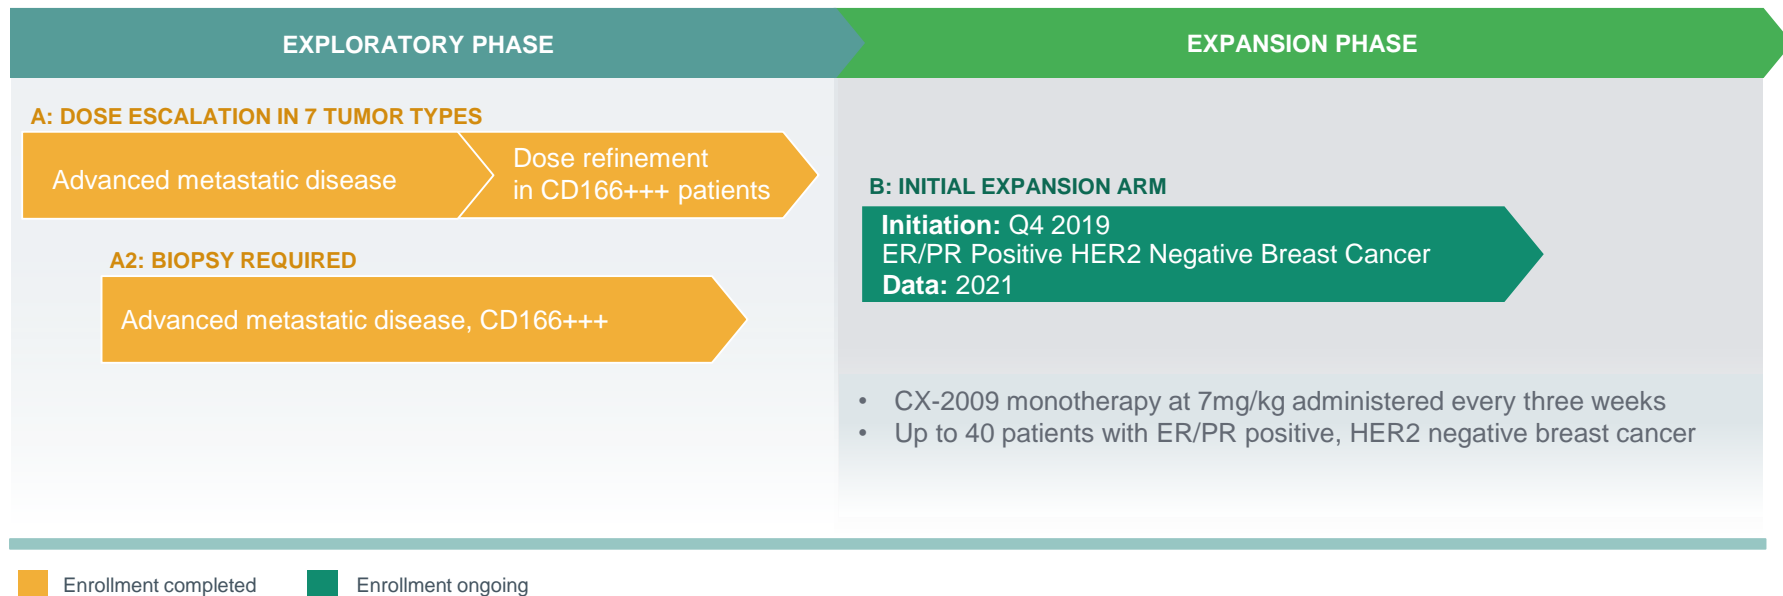 EXPLORATORY PHASE
EXPANSION PHASE
A: DOSE ESCALATION IN 7 TUMOR TYPES
Advanced metastatic disease
Dose refinement
in CD166+++ patients
A2: BIOPSY REQUIRED
Advanced metastatic disease, CD166+++
B: INITIAL EXPANSION ARM
Initiation: Q4 2019
ER/PR Positive HER2 Negative Breast Cancer
Data: 2021
• CX-2009 monotherapy at 7mg/kg administered every three weeks
• Up to 40 patients with ER/PR positive, HER2 negative breast cancer
Enrollment completed
Enrollment ongoing